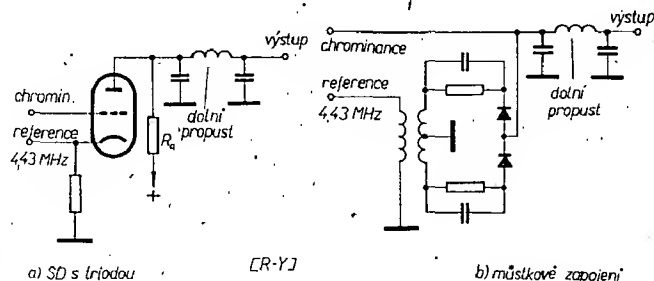 výstup
chromin.
reference
4,43 MHz
dolní
propust
Ra
+
a) SD s triodou
[R-Y]
chrominance
reference
4,43 MHz
výstup
dolní
propust
b) můstkové zapojení